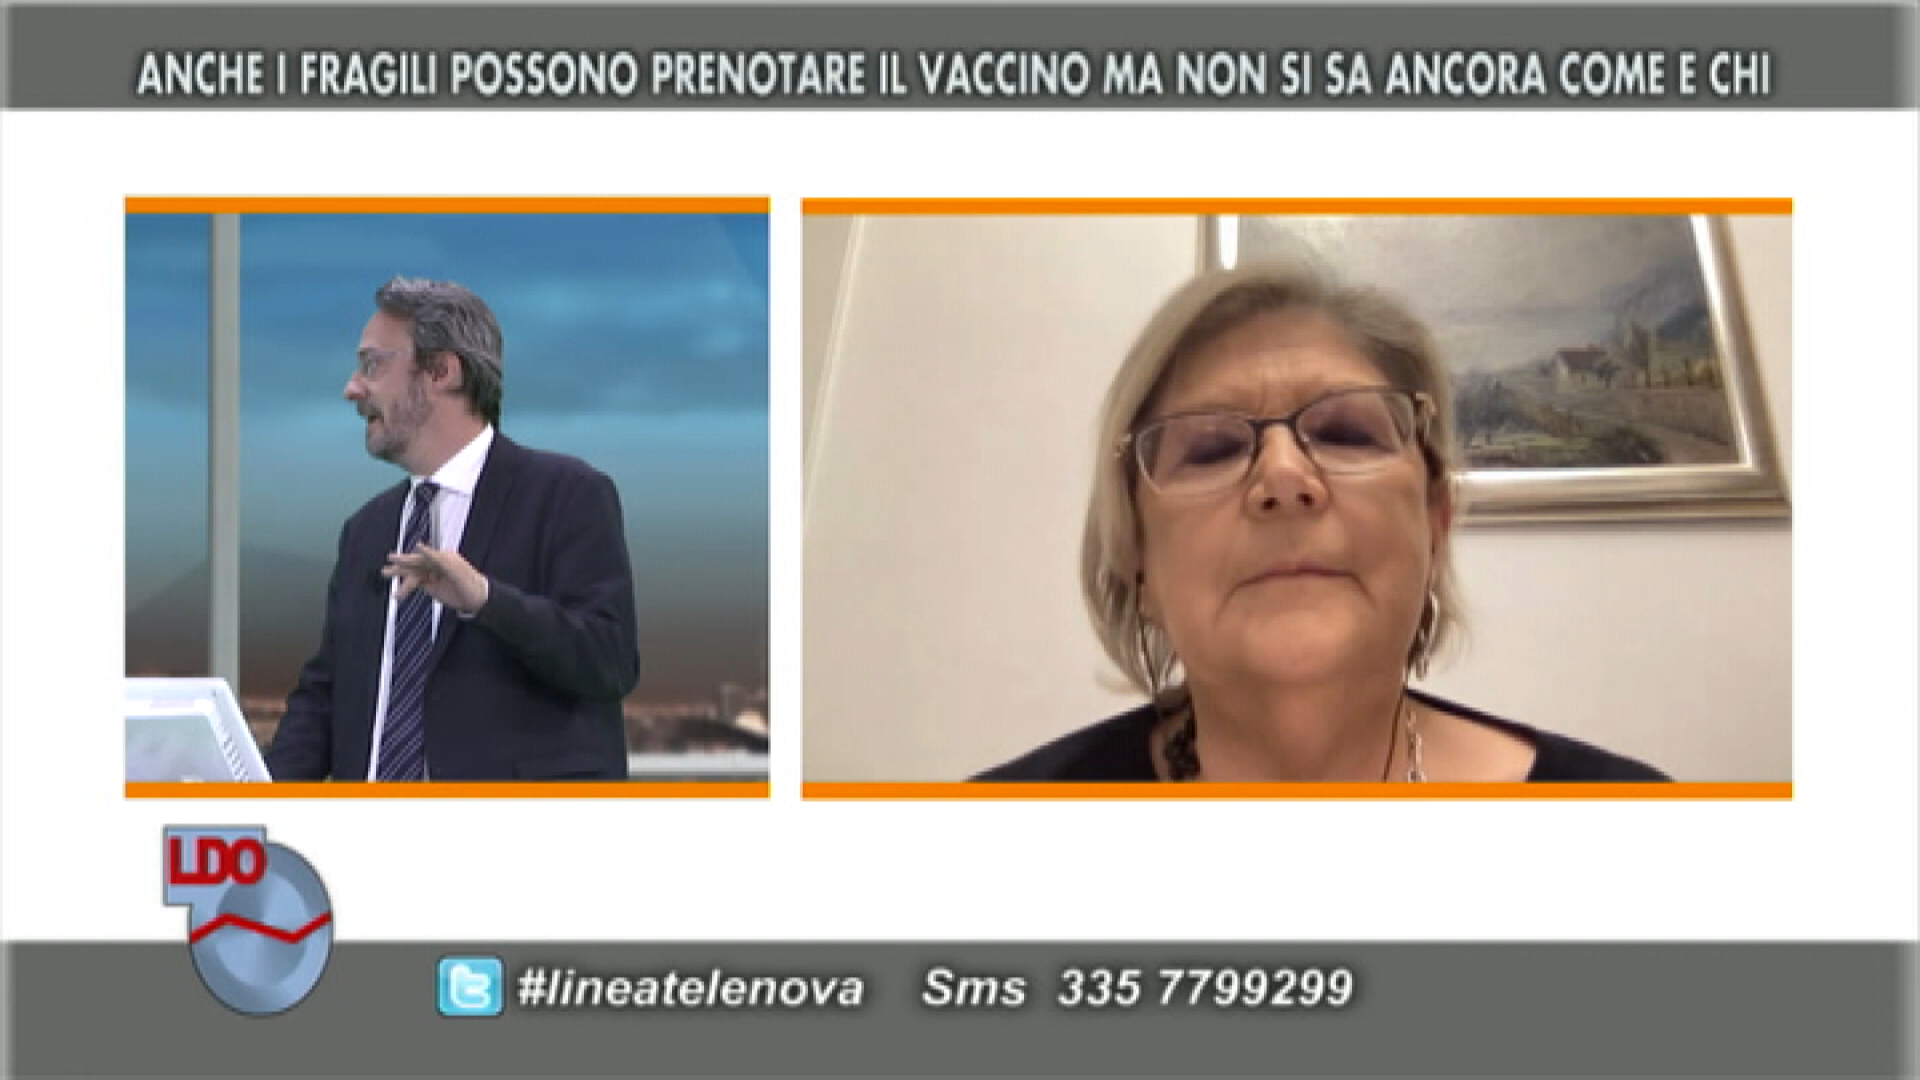 ANCHE I FRAGILI POSSONO PRENOTARE IL VACCINO MA NON SI SA ANCORA COME E CHI
LDO
#lineatelenova Sms 335 7799299